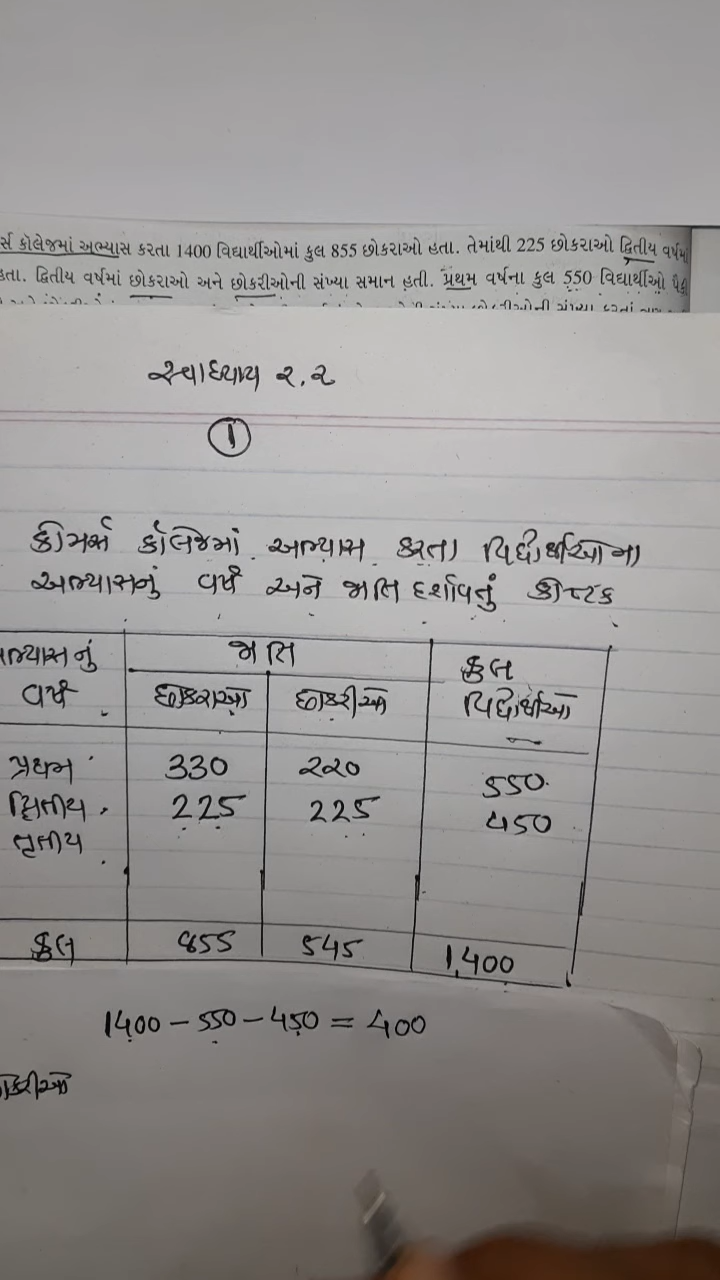 ર્સ કૉલેજમાં અભ્યાસ કરતા 1400 વિદ્યાર્થીઓમાં કુલ 855 છોકરાઓ હતા. તેમાંથી 225 છોકરાઓ દ્વિતીય વર્ષમાં
હતા. દ્વિતીય વર્ષમાં છોકરાઓ અને છોકરીઓની સંખ્યા સમાન હતી. પ્રથમ વર્ષના કુલ 550 વિદ્યાર્થીઓ પૈકી
સ્વાધ્યાય ૨.૨
1
કોમર્સ કૉલેજમાં અભ્યાસ કરતા વિદ્યાર્થીઓના
અભ્યાસનું વર્ષ અને જાતિ દર્શાવતું કોષ્ટક
ભ્યાસનું જાતિ કુલ
વર્ષ છોકરાઓ છોકરીઓ વિદ્યાર્થીઓ
પ્રથમ 330 ૨૨૦ 550
દ્વિતીય 225 225 450
તૃતીય
કુલ 855 545 1,400
1400 - 550 - 450 = 400
કરીઓ